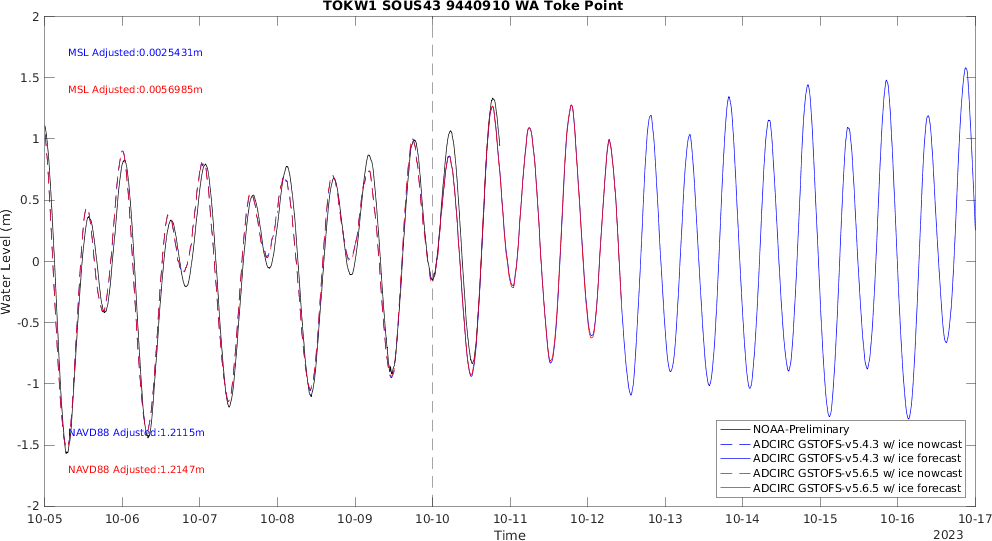 TOKW1 SOUS43 9440910 WA Toke Point
MSL Adjusted:0.0025431m
MSL Adjusted:0.0056985m
NAVD88 Adjusted:1.2115m
NAVD88 Adjusted:1.2147m
Water Level (m)
2
1.5
1
0.5
0
-0.5
-1
-1.5
-2
NOAA-Preliminary
ADCIRC GSTOFS-v5.4.3 w/ ice nowcast
ADCIRC GSTOFS-v5.4.3 w/ ice forecast
ADCIRC GSTOFS-v5.6.5 w/ ice nowcast
ADCIRC GSTOFS-v5.6.5 w/ ice forecast
10-05 10-06 10-07 10-08 10-09 10-10 10-11 10-12 10-13 10-14 10-15 10-16 10-17
Time
2023